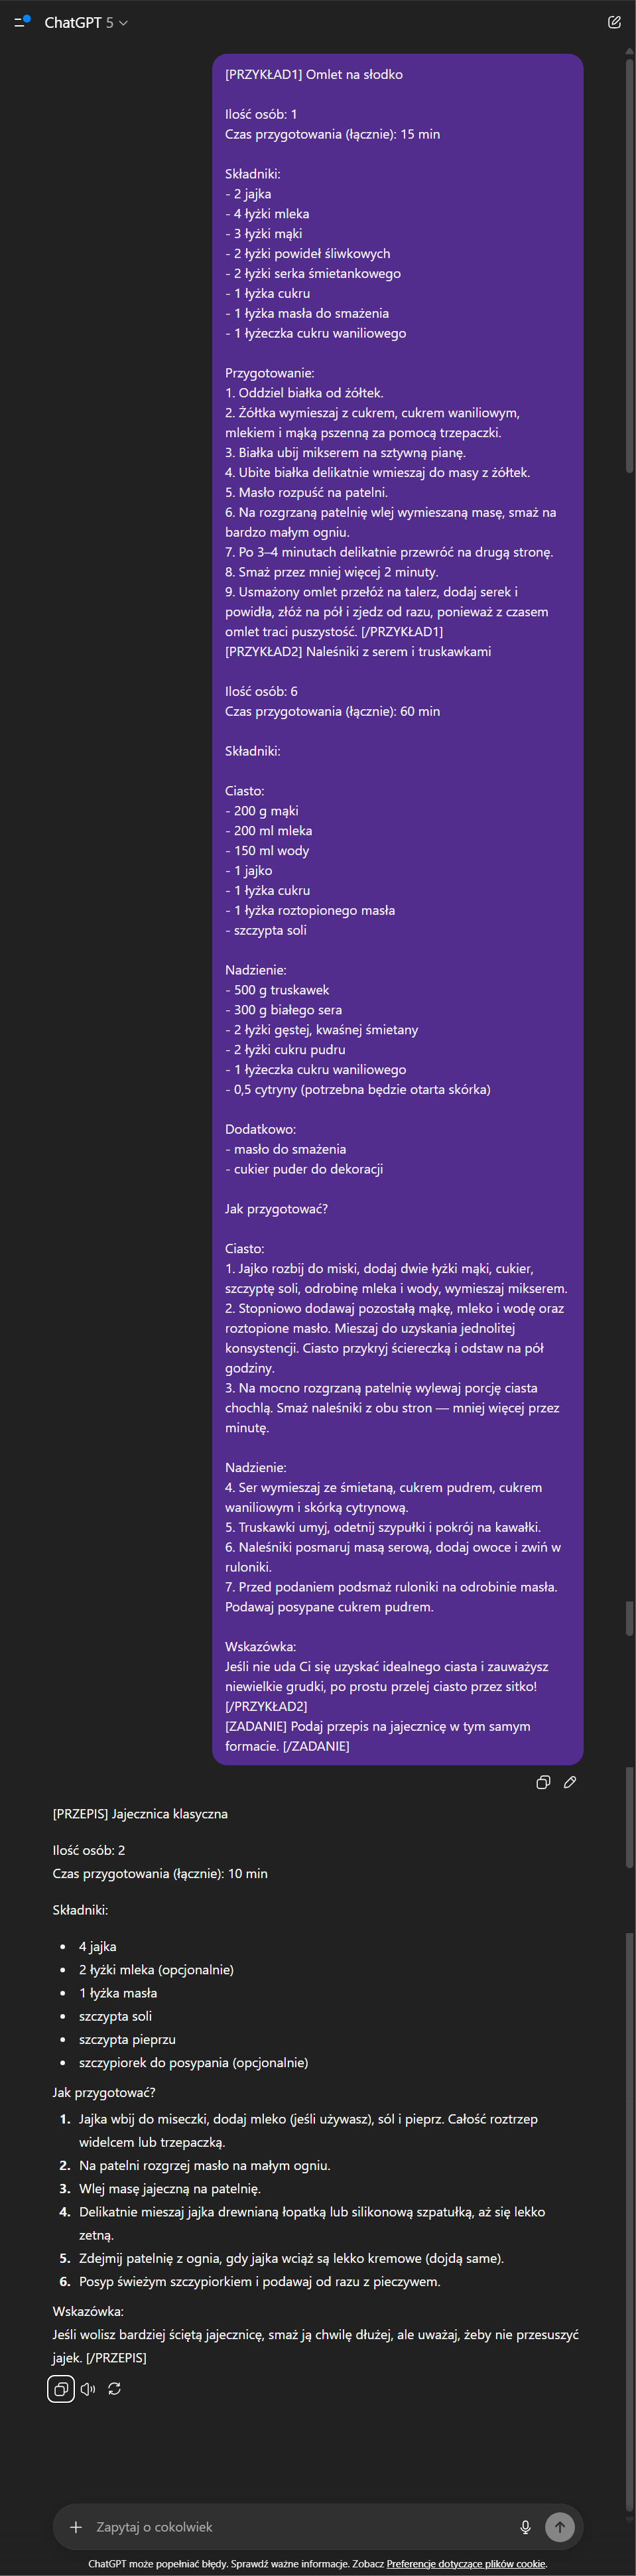 ChatGPT 5
[PRZYKŁAD1] Omlet na słodko
Ilość osób: 1
Czas przygotowania (łącznie): 15 min
Składniki:
- 2 jajka
- 4 łyżki mleka
- 3 łyżki mąki
- 2 łyżki powideł śliwkowych
- 2 łyżki serka śmietankowego
- 1 łyżka cukru
- 1 łyżka masła do smażenia
- 1 łyżeczka cukru waniliowego
Przygotowanie:
1. Oddziel białka od żółtek.
2. Żółtka wymieszaj z cukrem, cukrem waniliowym,
mlekiem i mąką pszenną za pomocą trzepaczki.
3. Białka ubij mikserem na sztywną pianę.
4. Ubite białka delikatnie wmieszaj do masy z żółtek.
5. Masło rozpuść na patelni.
6. Na rozgrzaną patelnię wlej wymieszaną masę, smaż na
bardzo małym ogniu.
7. Po 3–4 minutach delikatnie przewróć na drugą stronę.
8. Smaż przez mniej więcej 2 minuty.
9. Usmażony omlet przełóż na talerz, dodaj serek i
powidła, złóż na pół i zjedz od razu, ponieważ z czasem
omlet traci puszystość. [/PRZYKŁAD1]
[PRZYKŁAD2] Naleśniki z serem i truskawkami
Ilość osób: 6
Czas przygotowania (łącznie): 60 min
Składniki:
Ciasto:
- 200 g mąki
- 200 ml mleka
- 150 ml wody
- 1 jajko
- 1 łyżka cukru
- 1 łyżka roztopionego masła
- szczypta soli
Nadzienie:
- 500 g truskawek
- 300 g białego sera
- 2 łyżki gęstej, kwaśnej śmietany
- 2 łyżki cukru pudru
- 1 łyżeczka cukru waniliowego
- 0,5 cytryny (potrzebna będzie otarta skórka)
Dodatkowo:
- masło do smażenia
- cukier puder do dekoracji
Jak przygotować?
Ciasto:
1. Jajko rozbij do miski, dodaj dwie łyżki mąki, cukier,
szczyptę soli, odrobinę mleka i wody, wymieszaj mikserem.
2. Stopniowo dodawaj pozostałą mąkę, mleko i wodę oraz
roztopione masło. Mieszaj do uzyskania jednolitej
konsystencji. Ciasto przykryj ściereczką i odstaw na pół
godziny.
3. Na mocno rozgrzaną patelnię wylewaj porcję ciasta
chochlą. Smaż naleśniki z obu stron — mniej więcej przez
minutę.
Nadzienie:
4. Ser wymieszaj ze śmietaną, cukrem pudrem, cukrem
waniliowym i skórką cytrynową.
5. Truskawki umyj, odetnij szypułki i pokrój na kawałki.
6. Naleśniki posmaruj masą serową, dodaj owoce i zwiń w
ruloniki.
7. Przed podaniem podsmaż ruloniki na odrobinie masła.
Podawaj posypane cukrem pudrem.
Wskazówka:
Jeśli nie uda Ci się uzyskać idealnego ciasta i zauważysz
niewielkie grudki, po prostu przelej ciasto przez sitko!
[/PRZYKŁAD2]
[ZADANIE] Podaj przepis na jajecznicę w tym samym
formacie. [/ZADANIE]
[PRZEPIS] Jajecznica klasyczna
Ilość osób: 2
Czas przygotowania (łącznie): 10 min
Składniki:
• 4 jajka
• 2 łyżki mleka (opcjonalnie)
• 1 łyżka masła
• szczypta soli
• szczypta pieprzu
• szczypiorek do posypania (opcjonalnie)
Jak przygotować?
1. Jajka wbij do miseczki, dodaj mleko (jeśli używasz), sól i pieprz. Całość roztrzep
widelcem lub trzepaczką.
2. Na patelni rozgrzej masło na małym ogniu.
3. Wlej masę jajeczną na patelnię.
4. Delikatnie mieszaj jajka drewnianą łopatką lub silikonową szpatułką, aż się lekko
zetną.
5. Zdejmij patelnię z ognia, gdy jajka wciąż są lekko kremowe (dojdą same).
6. Posyp świeżym szczypiorkiem i podawaj od razu z pieczywem.
Wskazówka:
Jeśli wolisz bardziej ściętą jajecznicę, smaż ją chwilę dłużej, ale uważaj, żeby nie przesuszyć
jajek. [/PRZEPIS]
Zapytaj o cokolwiek
ChatGPT może popełniać błędy. Sprawdź ważne informacje. Zobacz Preferencje dotyczące plików cookie.